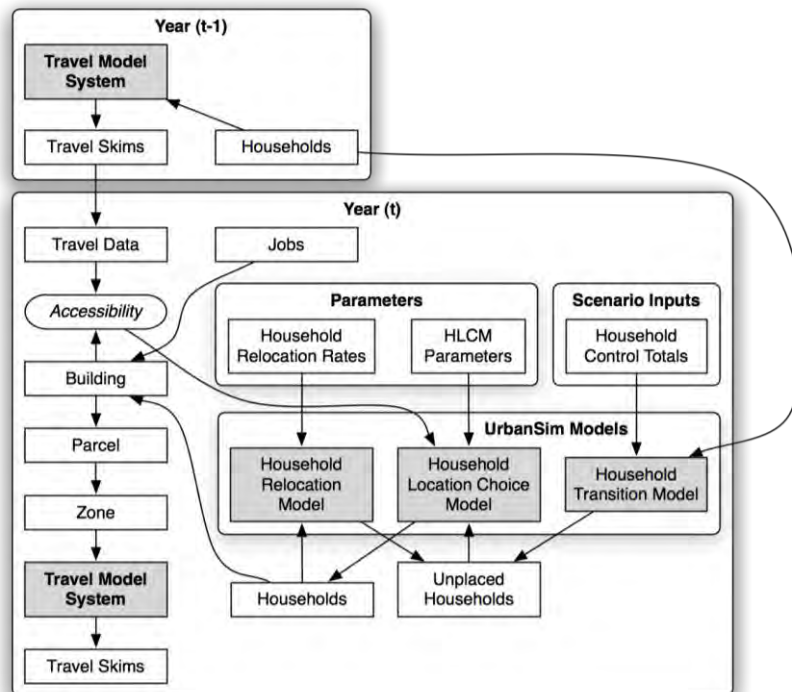 Year (t-1)
Travel Model
System
Travel Skims
Households
Year (t)
Travel Data
Jobs
Accessibility
Building
Parcel
Zone
Travel Model
System
Travel Skims
Parameters
Household
Relocation Rates
HLCM
Parameters
Scenario Inputs
Household
Control Totals
UrbanSim Models
Household
Relocation
Model
Household
Location Choice
Model
Household
Transition Model
Households
Unplaced
Households